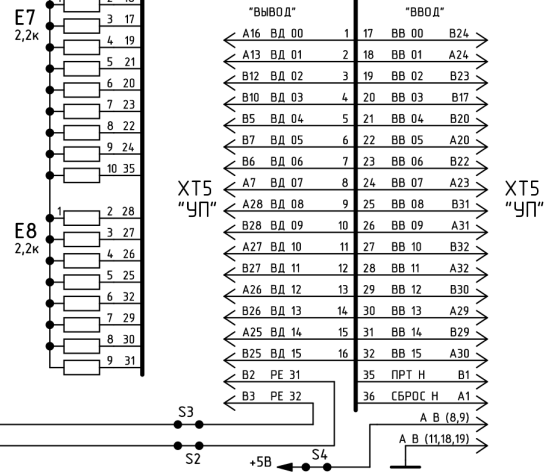 1 2 18
E7
2,2к
3 17
4 19
5 21
6 20
7 23
8 22
9 24
10 35
E8
2,2к
1 2 28
3 27
4 26
5 25
6 32
7 29
8 30
9 31
"ВЫВОД" "ВВОД"
A16 ВД 00 1 17 ВВ 00 B24
A13 ВД 01 2 18 ВВ 01 A24
B12 ВД 02 3 19 ВВ 02 B23
B10 ВД 03 4 20 ВВ 03 B17
B5 ВД 04 5 21 ВВ 04 B20
B7 ВД 05 6 22 ВВ 05 A20
B6 ВД 06 7 23 ВВ 06 B22
A7 ВД 07 8 24 ВВ 07 A23
A28 ВД 08 9 25 ВВ 08 B31
B28 ВД 09 10 26 ВВ 09 A31
A27 ВД 10 11 27 ВВ 10 B32
B27 ВД 11 12 28 ВВ 11 A32
A26 ВД 12 13 29 ВВ 12 B30
B26 ВД 13 14 30 ВВ 13 A29
A25 ВД 14 15 31 ВВ 14 B29
B25 ВД 15 16 32 ВВ 15 A30
B2 РЕ 31 35 ПРТ Н B1
B3 РЕ 32 36 СБРОС Н A1
ХТ5
"УП"
ХТ5
"УП"
S3
S2
A B (8,9)
A B (11,18,19)
+5В S4